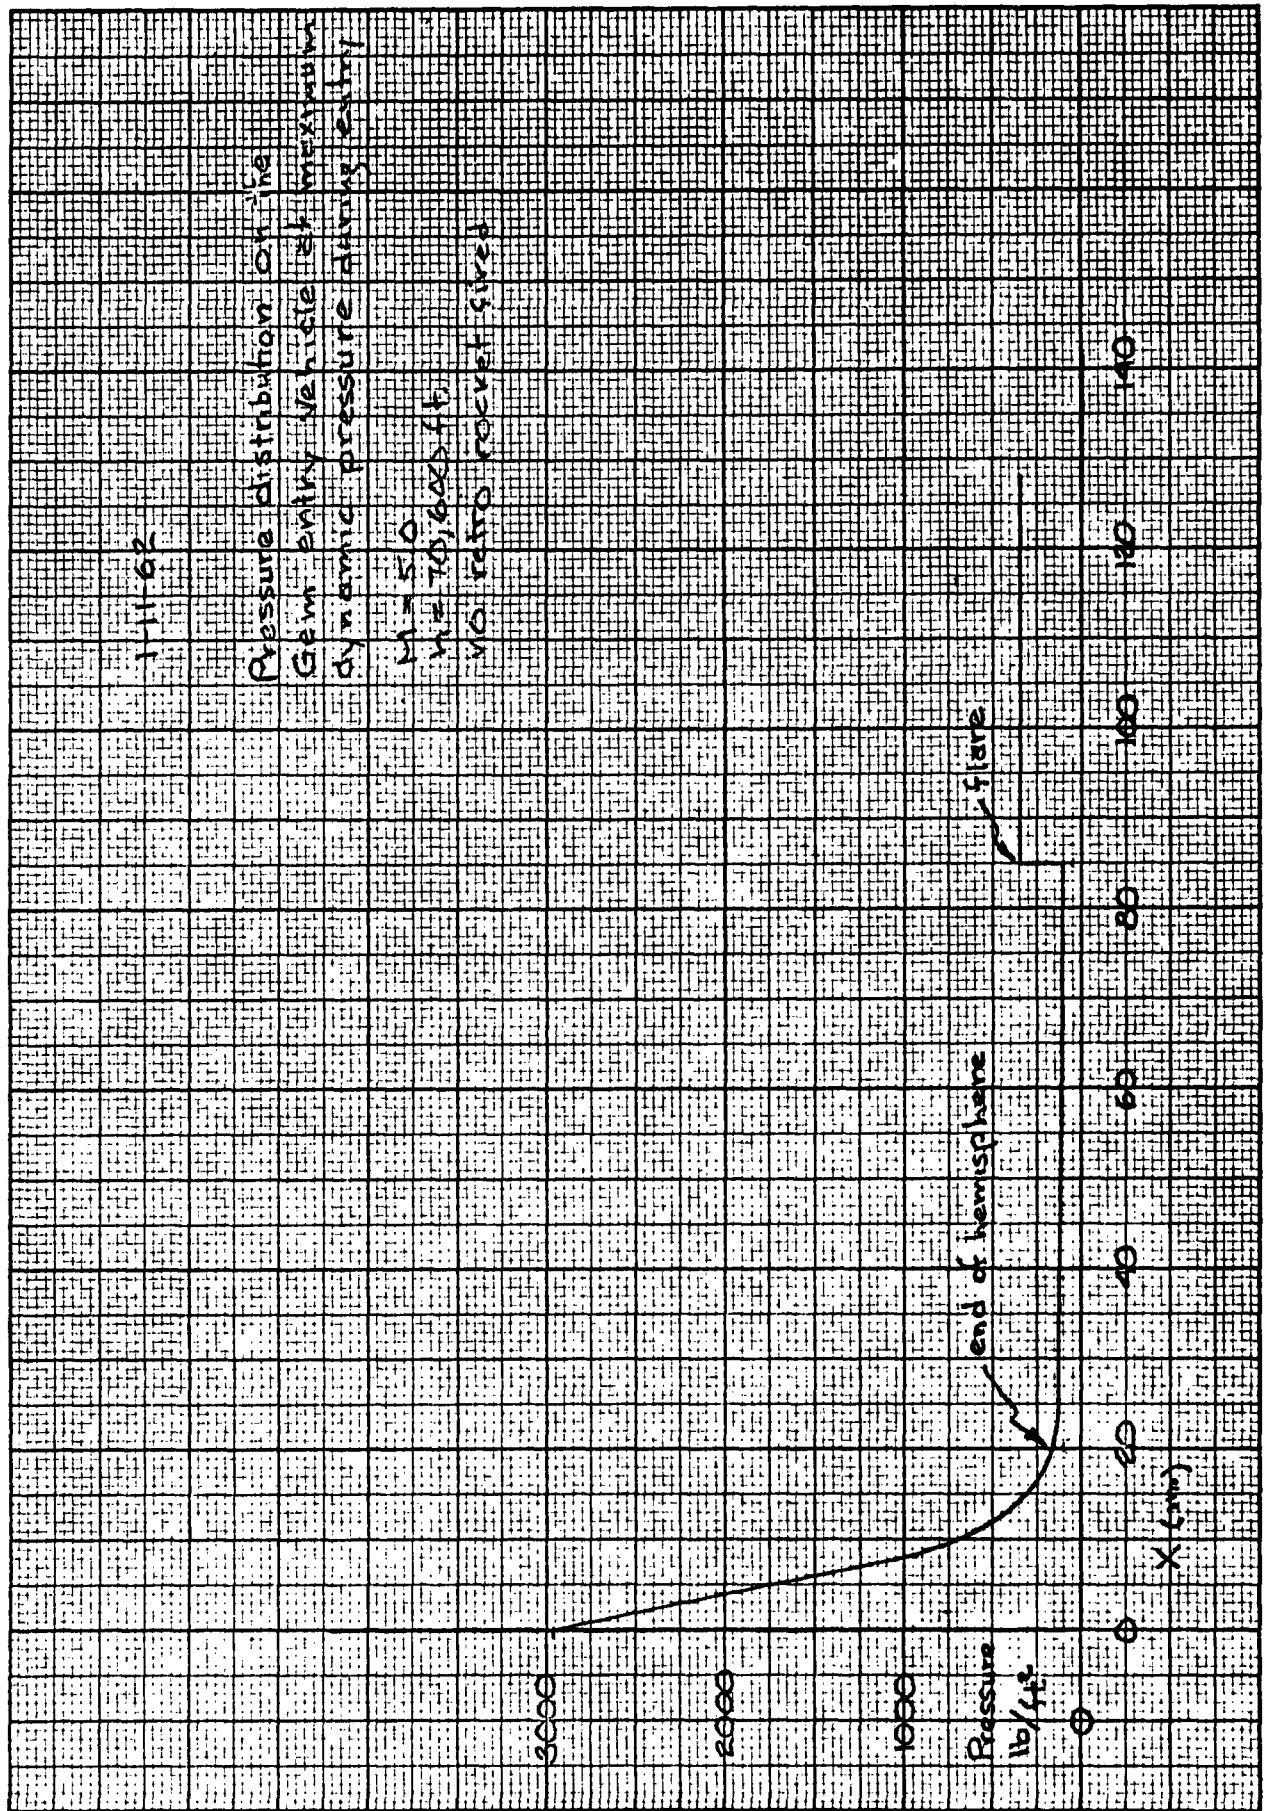 1-11-62
Pressure distribution on the
Gem entry vehicle at maximum
dynamic pressure during entry
M = 5.0
h = 70,600 ft.
no retro rocket fired
3000
2000
1000
Pressure
lb/ft²
0
end of hemisphere
flare
0 20 40 60 80 100 120 140
X (in)